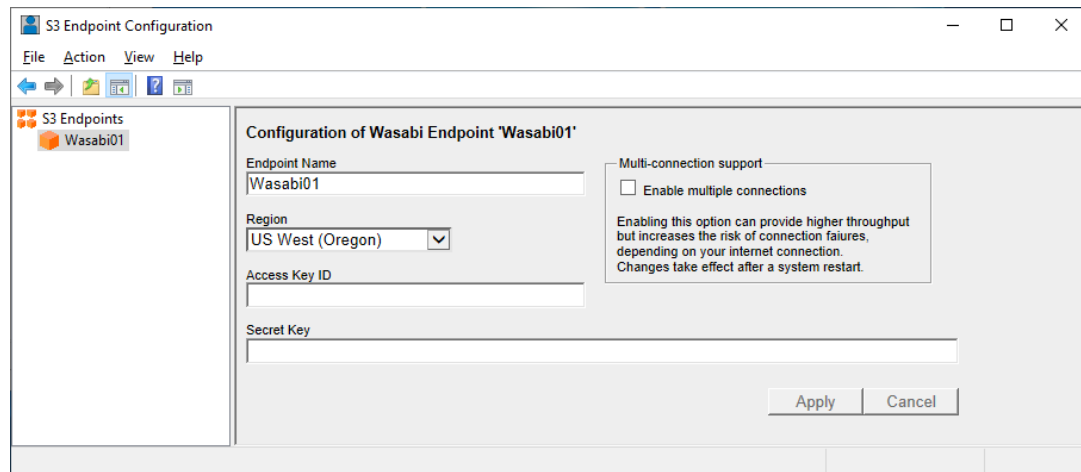 S3 Endpoint Configuration
File Action View Help
S3 Endpoints
Wasabi01
Configuration of Wasabi Endpoint 'Wasabi01'
Endpoint Name
Wasabi01
Region
US West (Oregon)
Access Key ID
Secret Key
Multi-connection support
Enable multiple connections
Enabling this option can provide higher throughput
but increases the risk of connection faiures,
depending on your internet connection.
Changes take effect after a system restart.
Apply Cancel